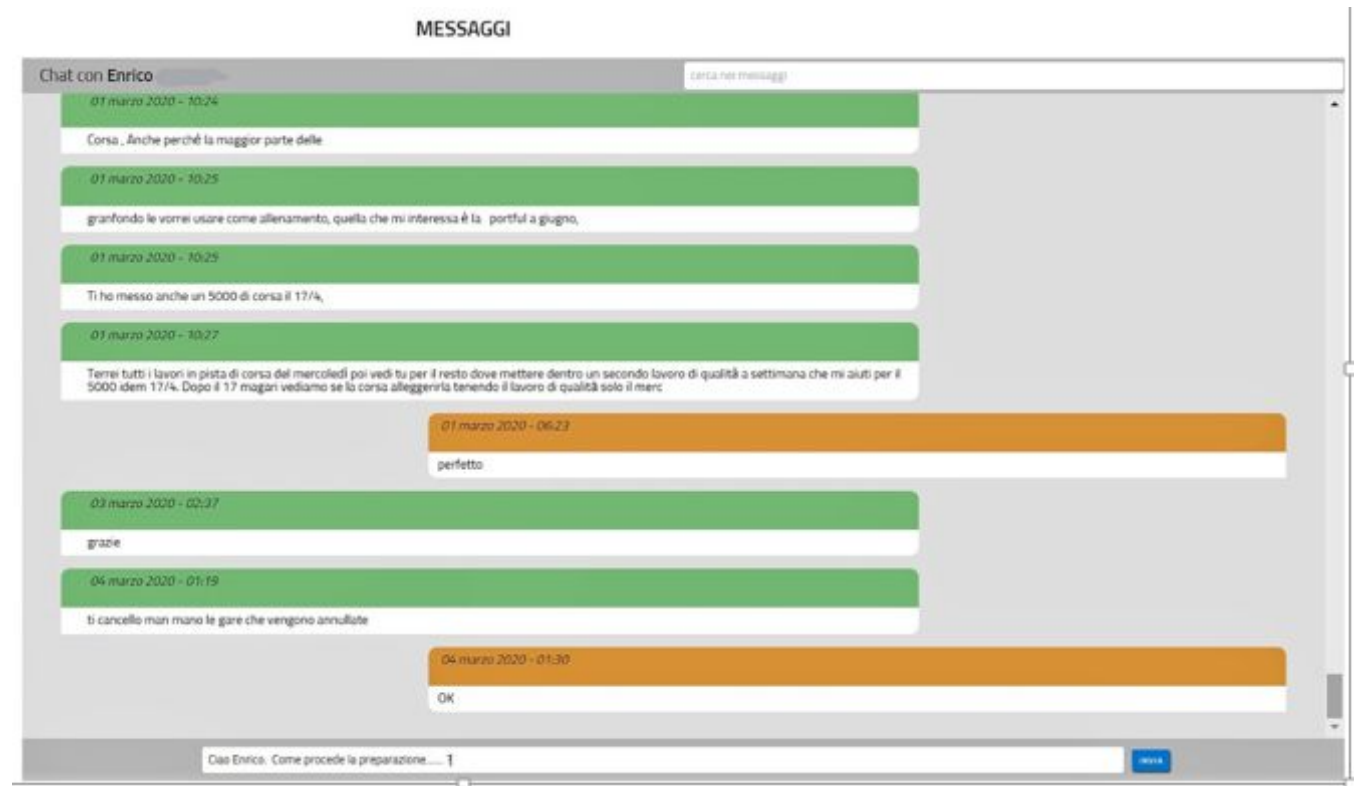 MESSAGGI
Chat con Enrico
cerca nei messaggi
01 marzo 2020 - 10:24
Corsa , Anche perchè la maggior parte delle
01 marzo 2020 - 10:25
granfondo le vorrei usare come allenamento, quella che mi interessa è la portful a giugno,
01 marzo 2020 - 10:25
Ti ho messo anche un 5000 di corsa il 17/4,
01 marzo 2020 - 10:27
Terrei tutti i lavori in pista di corsa del mercoledì poi vedi tu per il resto dove mettere dentro un secondo lavoro di qualità a settimana che mi aiuti per il
5000 idem 17/4. Dopo il 17 magari vediamo se la corsa alleggerirla tenendo il lavoro di qualità solo il merc
01 marzo 2020 - 06:23
perfetto
03 marzo 2020 - 02:37
grazie
04 marzo 2020 - 01:19
ti cancello man mano le gare che vengono annullate
04 marzo 2020 - 01:30
OK
Ciao Enrico. Come procede la preparazione......
INVIA